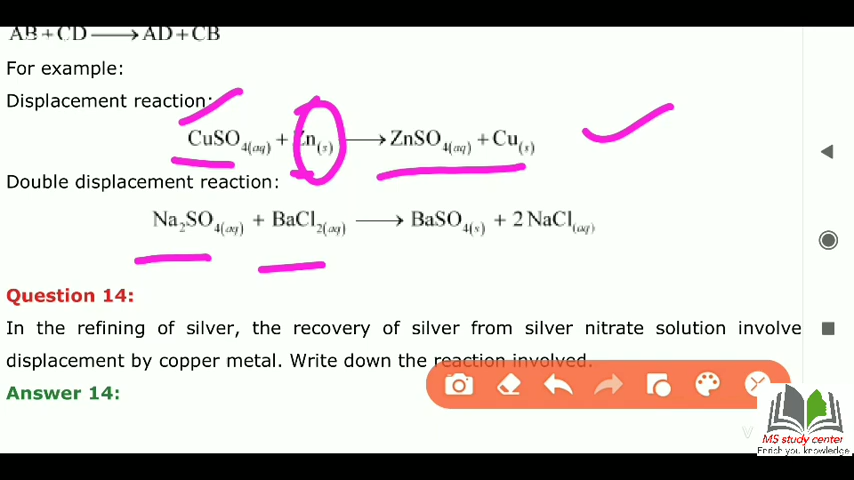 AB + CD ⟶ AD + CB
For example:
Displacement reaction:
CuSO4(aq) + Zn(s) ⟶ ZnSO4(aq) + Cu(s)
Double displacement reaction:
Na2SO4(aq) + BaCl2(aq) ⟶ BaSO4(s) + 2 NaCl(aq)
Question 14:
In the refining of silver, the recovery of silver from silver nitrate solution involve
displacement by copper metal. Write down the reaction involved.
Answer 14:
MS study center
Enrich you knowledge